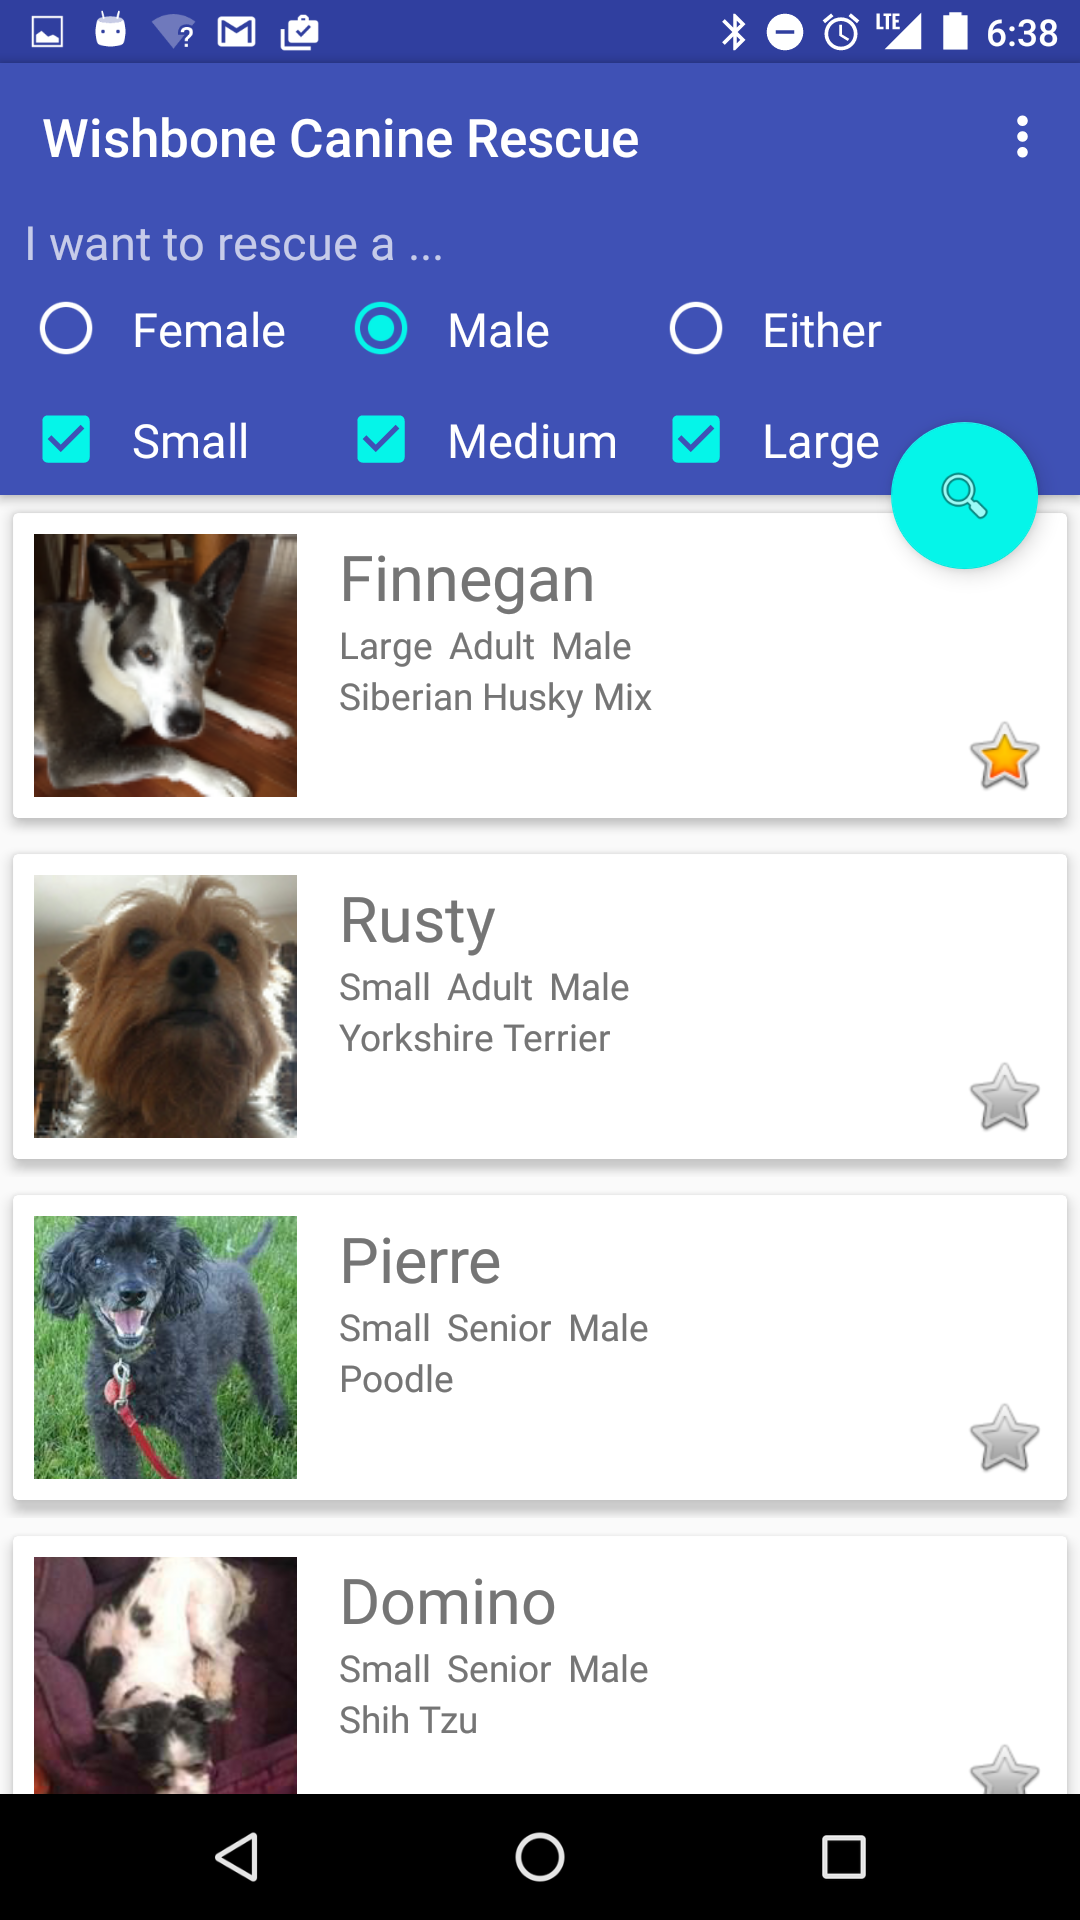 LTE 6:38
Wishbone Canine Rescue
I want to rescue a ...
Female Male Either
Small Medium Large
Finnegan
Large Adult Male
Siberian Husky Mix
Rusty
Small Adult Male
Yorkshire Terrier
Pierre
Small Senior Male
Poodle
Domino
Small Senior Male
Shih Tzu